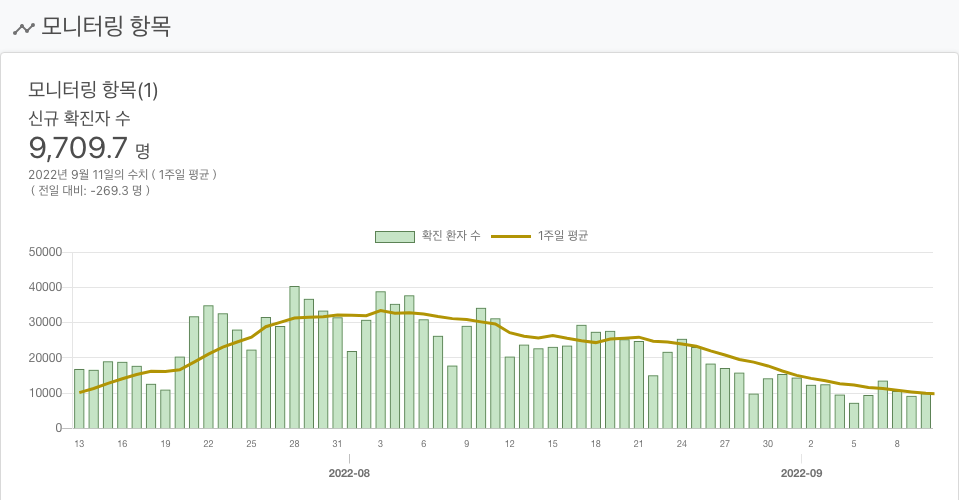 모니터링 항목
모니터링 항목(1)
신규 확진자 수
9,709.7 명
2022년 9월 11일의 수치 ( 1주일 평균 )
( 전일 대비: -269.3 명 )
확진 환자 수 1주일 평균
50000
40000
30000
20000
10000
0
13 16 19 22 25 28 31 3 6 9 12 15 18 21 24 27 30 2 5 8
2022-08 2022-09